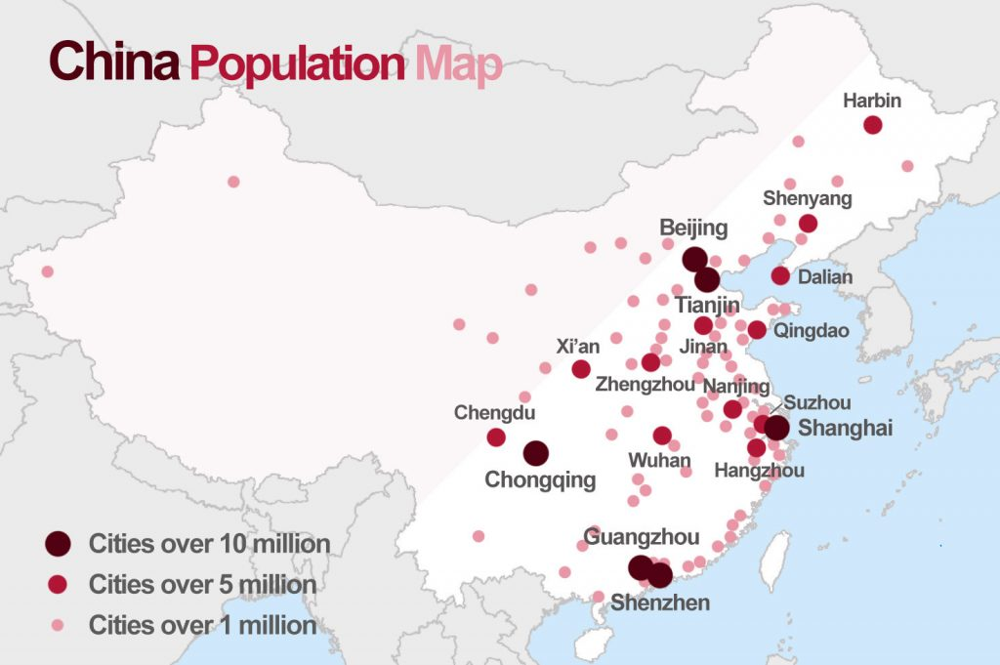 China Population Map
Harbin
Shenyang
Beijing
Dalian
Tianjin
Qingdao
Jinan
Xi'an
Zhengzhou
Nanjing
Suzhou
Chengdu
Shanghai
Wuhan
Hangzhou
Chongqing
Guangzhou
Shenzhen
Cities over 10 million
Cities over 5 million
Cities over 1 million